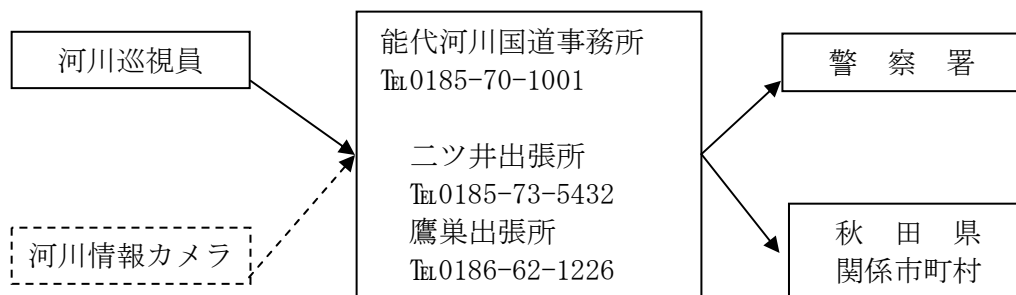 河川巡視員
河川情報カメラ
能代河川国道事務所
℡0185-70-1001
二ツ井出張所
℡0185-73-5432
鷹巣出張所
℡0186-62-1226
警　察　署
秋　田　県
関係市町村